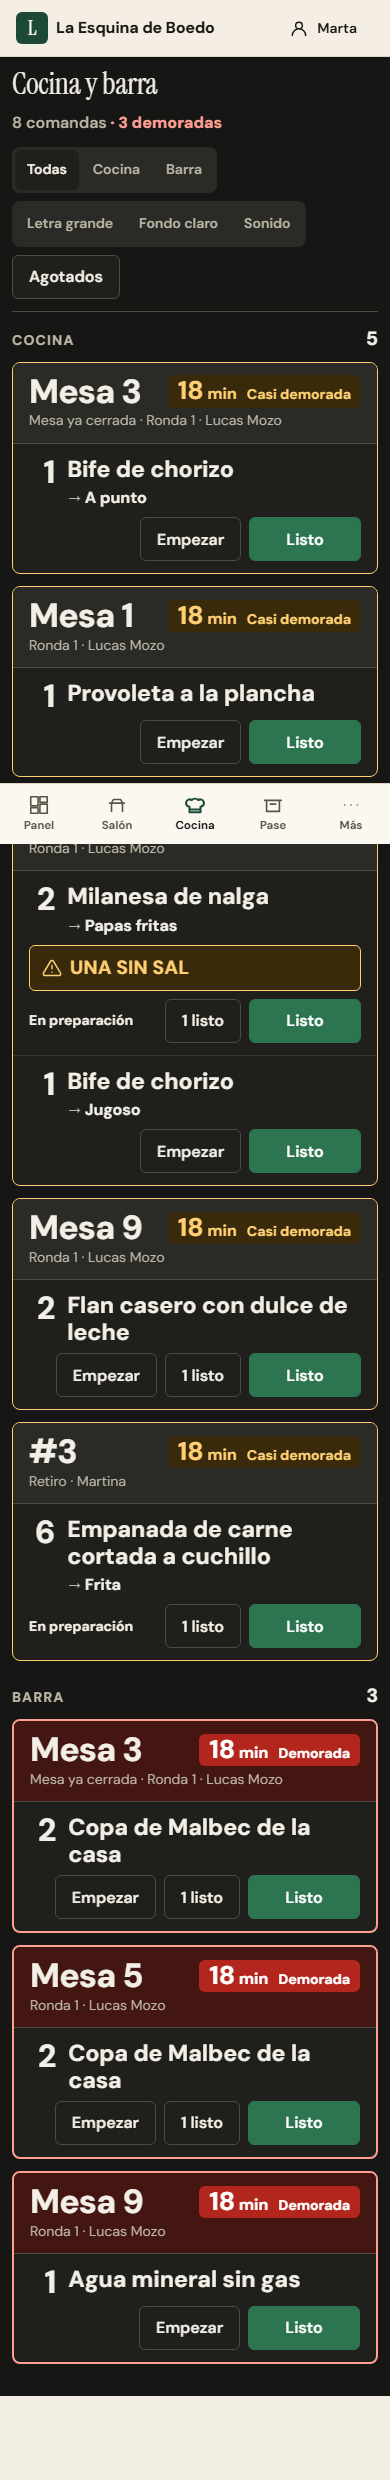 L La Esquina de Boedo Marta
Cocina y barra
8 comandas · 3 demoradas
Todas Cocina Barra
Letra grande Fondo claro Sonido
Agotados
COCINA 5
Mesa 3 18 min Casi demorada
Mesa ya cerrada · Ronda 1 · Lucas Mozo
1 Bife de chorizo
→ A punto
Empezar Listo
Mesa 1 18 min Casi demorada
Ronda 1 · Lucas Mozo
1 Provoleta a la plancha
Empezar Listo
Panel Salón Cocina Pase Más
Ronda 1 · Lucas Mozo
2 Milanesa de nalga
→ Papas fritas
UNA SIN SAL
En preparación 1 listo Listo
1 Bife de chorizo
→ Jugoso
Empezar Listo
Mesa 9 18 min Casi demorada
Ronda 1 · Lucas Mozo
2 Flan casero con dulce de
leche
Empezar 1 listo Listo
#3 18 min Casi demorada
Retiro · Martina
6 Empanada de carne
cortada a cuchillo
→ Frita
En preparación 1 listo Listo
BARRA 3
Mesa 3 18 min Demorada
Mesa ya cerrada · Ronda 1 · Lucas Mozo
2 Copa de Malbec de la
casa
Empezar 1 listo Listo
Mesa 5 18 min Demorada
Ronda 1 · Lucas Mozo
2 Copa de Malbec de la
casa
Empezar 1 listo Listo
Mesa 9 18 min Demorada
Ronda 1 · Lucas Mozo
1 Agua mineral sin gas
Empezar Listo